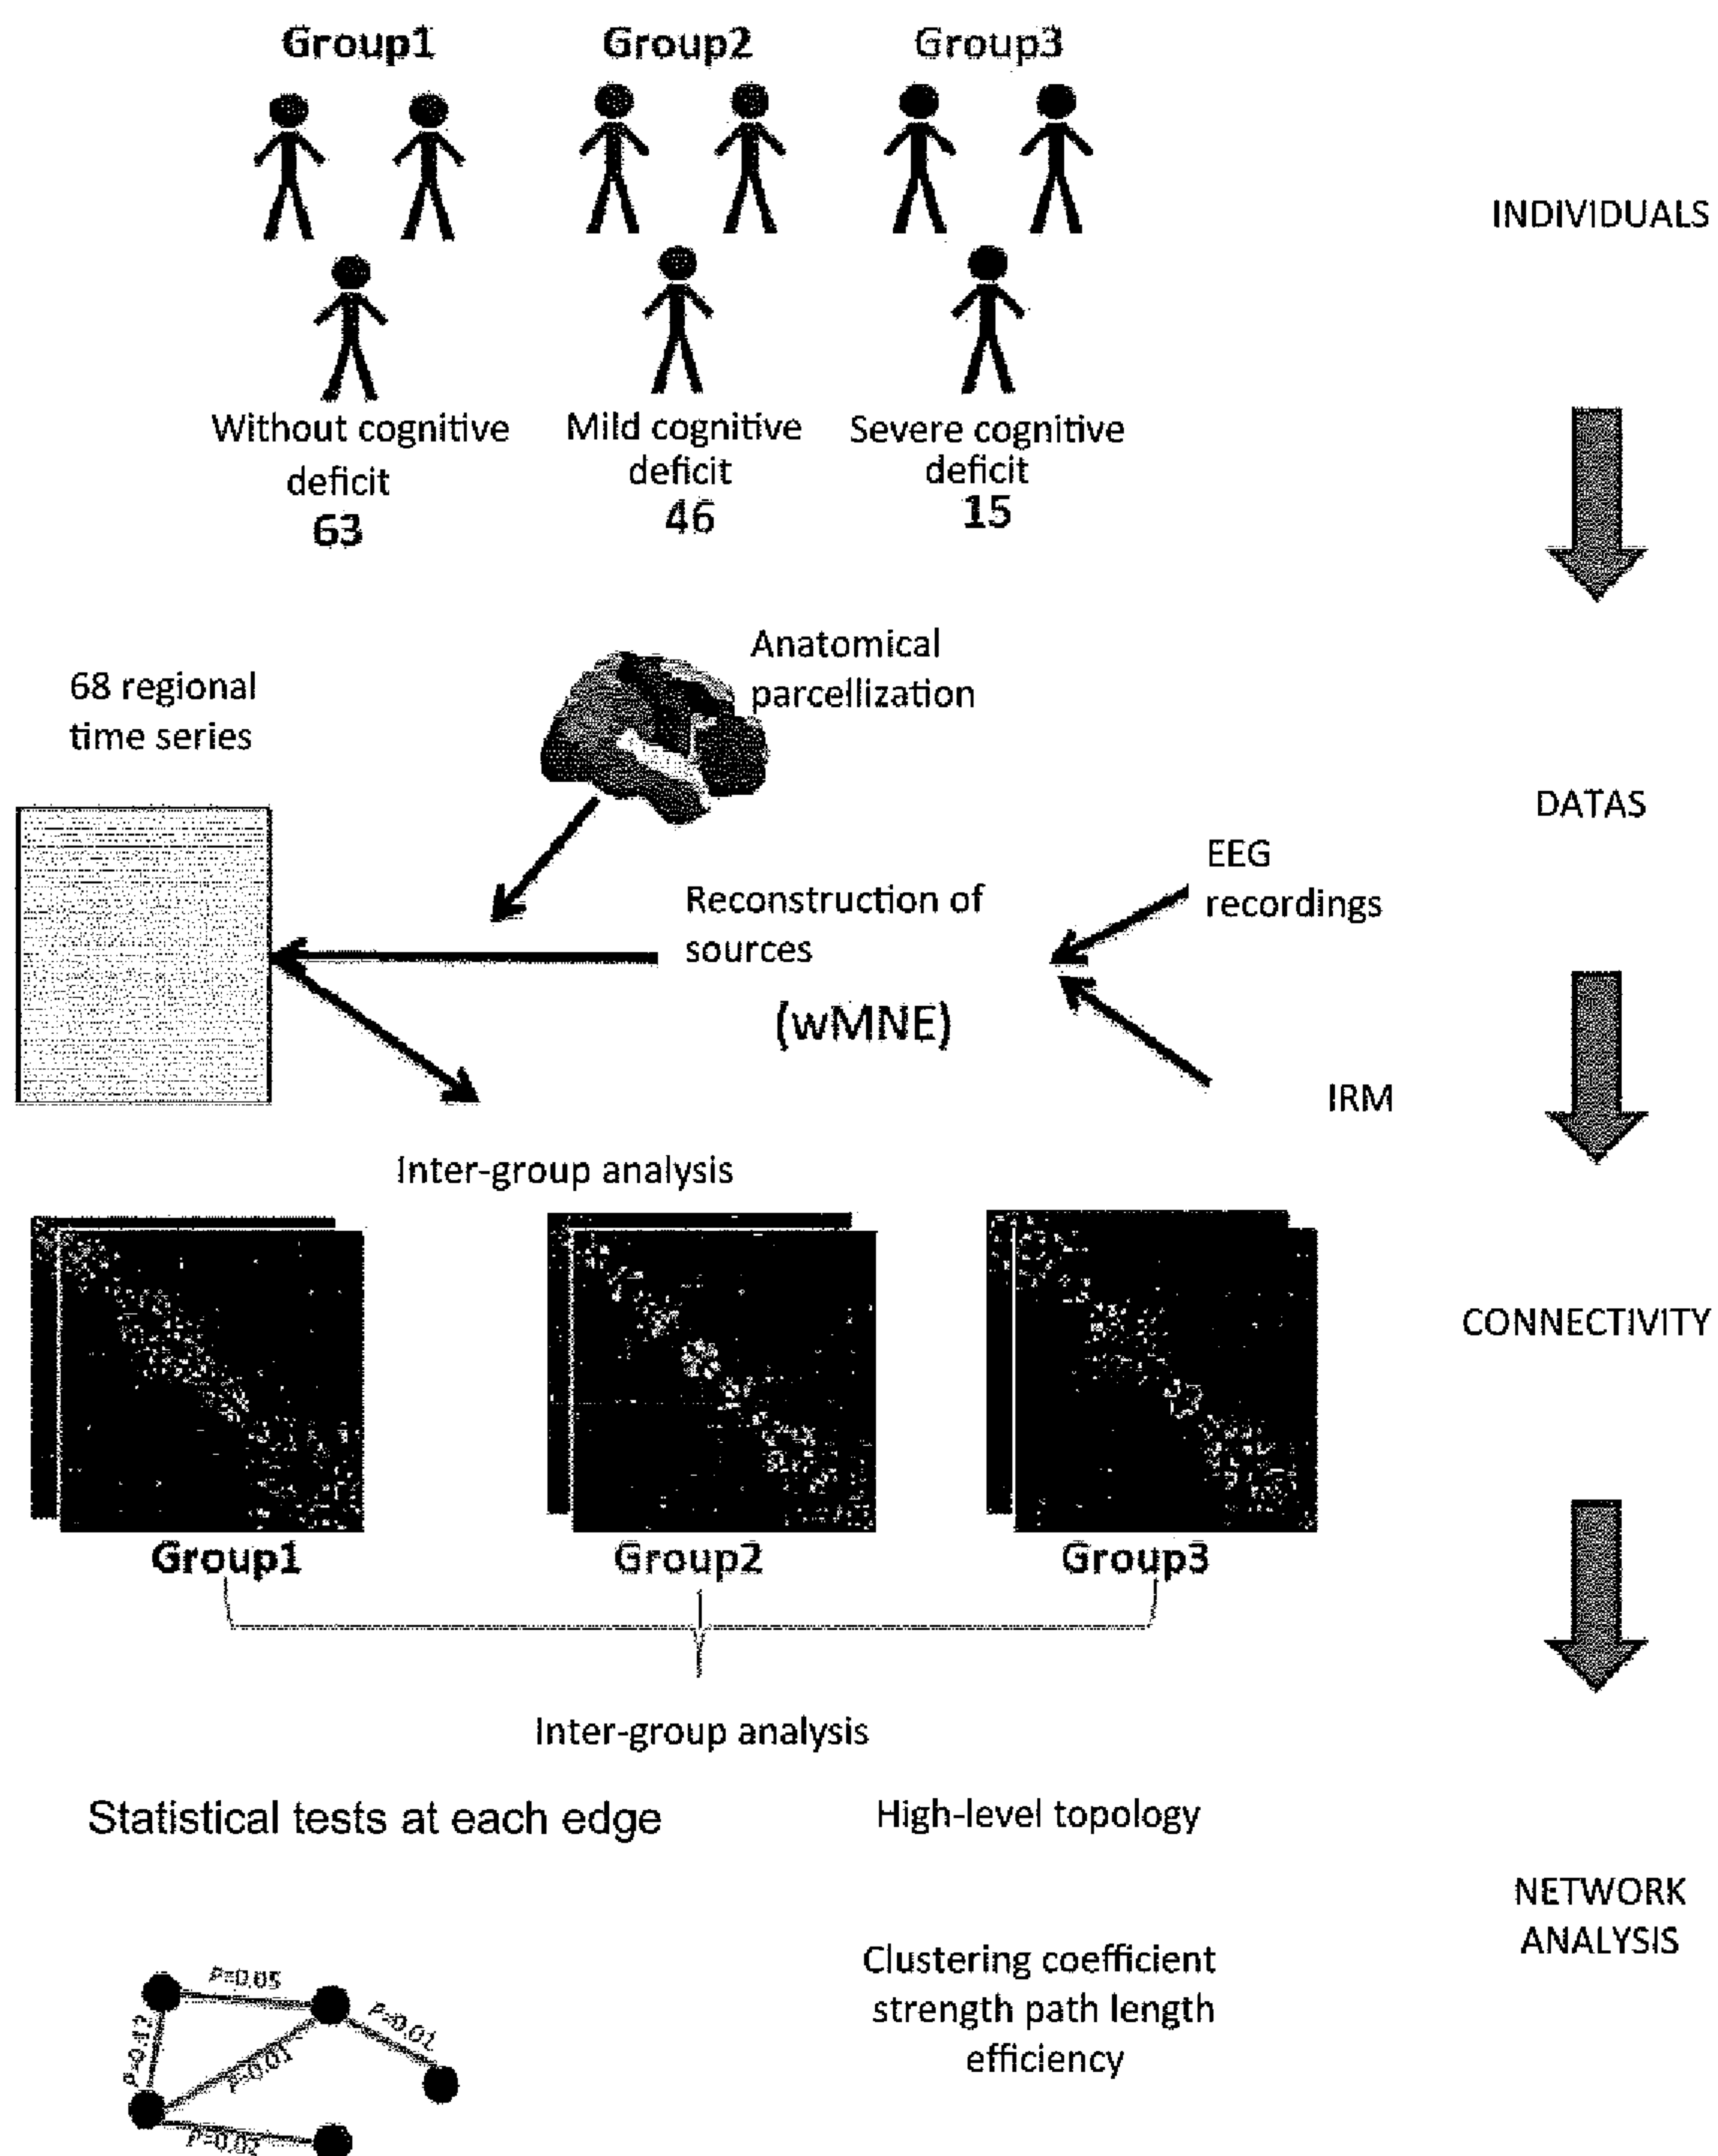 Group1
Group2
Group3
INDIVIDUALS
Without cognitive
deficit
63
Mild cognitive
deficit
46
Severe cognitive
deficit
15
68 regional
time series
Anatomical
parcellization
DATAS
Reconstruction of
sources
(wMNE)
EEG
recordings
IRM
Inter-group analysis
CONNECTIVITY
Group1
Group2
Group3
Inter-group analysis
Statistical tests at each edge
High-level topology
NETWORK
ANALYSIS
Clustering coefficient
strength path length
efficiency
P=0.05
P=0.01
P=0.01
P=0.02